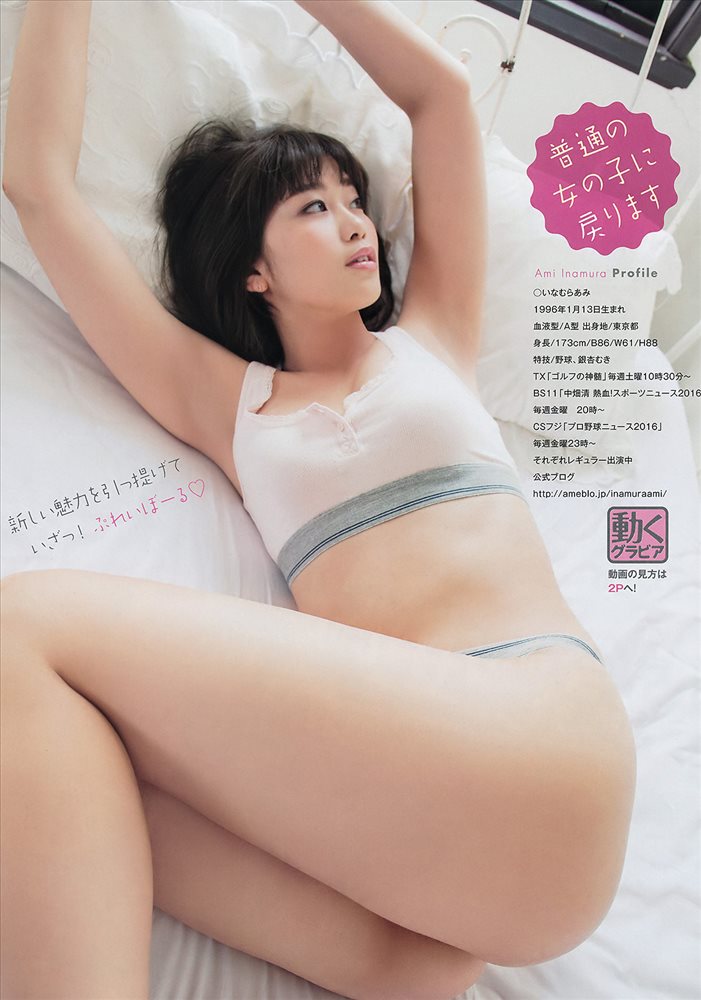 普通の
女の子に
戻ります
Ami Inamura Profile
○いなむらあみ
1996年1月13日生まれ
血液型/A型 出身地/東京都
身長/173cm/B86/W61/H88
特技/野球、銀杏むき
TX「ゴルフの神髄」毎週土曜10時30分〜
BS11「中畑清 熱血!スポーツニュース2016
毎週金曜 20時〜
CSフジ「プロ野球ニュース2016」
毎週金曜23時〜
それぞれレギュラー出演中
公式ブログ
http://ameblo.jp/inamuraami/
新しい魅力を引っ提げて
いざっ! ぷれいぼーる♡
動く
グラビア
動画の見方は
2Pへ!